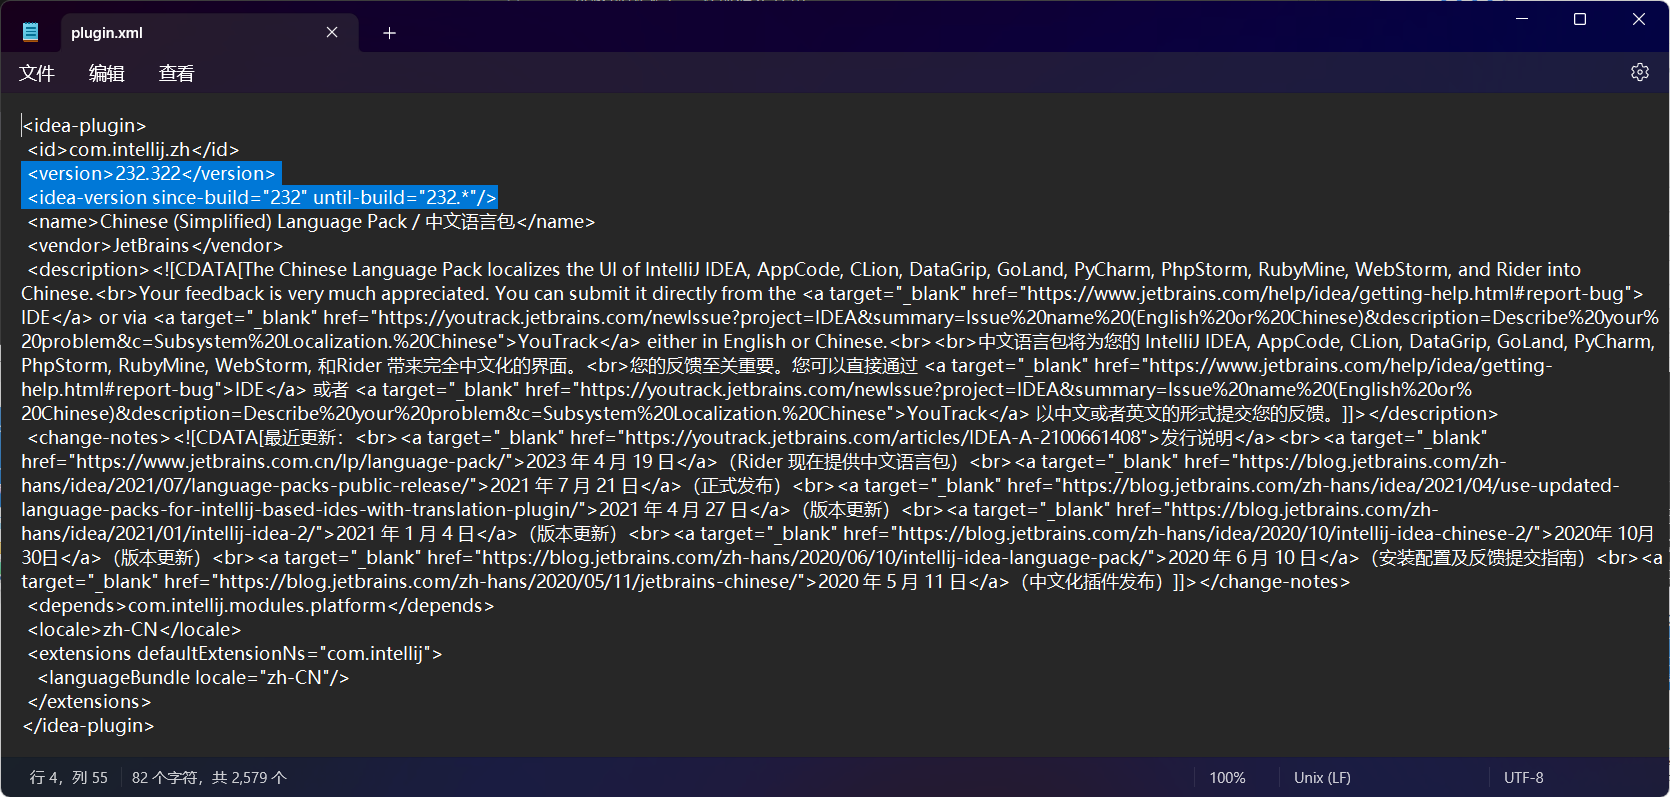 plugin.xml
文件 编辑 查看
<idea-plugin>
<id>com.intellij.zh</id>
<version>232.322</version>
<idea-version since-build="232" until-build="232.*"/>
<name>Chinese (Simplified) Language Pack / 中文语言包</name>
<vendor>JetBrains</vendor>
<description><![CDATA[The Chinese Language Pack localizes the UI of IntelliJ IDEA, AppCode, CLion, DataGrip, GoLand, PyCharm, PhpStorm, RubyMine, WebStorm, and Rider into
Chinese.<br>Your feedback is very much appreciated. You can submit it directly from the <a target="_blank" href="https://www.jetbrains.com/help/idea/getting-help.html#report-bug">
IDE</a> or via <a target="_blank" href="https://youtrack.jetbrains.com/newIssue?project=IDEA&summary=Issue%20name%20(English%20or%20Chinese)&description=Describe%20your%
20problem&c=Subsystem%20Localization.%20Chinese">YouTrack</a> either in English or Chinese.<br><br>中文语言包将为您的 IntelliJ IDEA, AppCode, CLion, DataGrip, GoLand, PyCharm,
PhpStorm, RubyMine, WebStorm, 和Rider 带来完全中文化的界面。<br>您的反馈至关重要。您可以直接通过 <a target="_blank" href="https://www.jetbrains.com/help/idea/getting-
help.html#report-bug">IDE</a> 或者 <a target="_blank" href="https://youtrack.jetbrains.com/newIssue?project=IDEA&summary=Issue%20name%20(English%20or%
20Chinese)&description=Describe%20your%20problem&c=Subsystem%20Localization.%20Chinese">YouTrack</a> 以中文或者英文的形式提交您的反馈。]]></description>
<change-notes><![CDATA[最近更新：<br><a target="_blank" href="https://youtrack.jetbrains.com/articles/IDEA-A-2100661408">发行说明</a><br><a target="_blank"
href="https://www.jetbrains.com.cn/lp/language-pack/">2023 年 4 月 19 日</a>（Rider 现在提供中文语言包）<br><a target="_blank" href="https://blog.jetbrains.com/zh-
hans/idea/2021/07/language-packs-public-release/">2021 年 7 月 21 日</a>（正式发布）<br><a target="_blank" href="https://blog.jetbrains.com/zh-hans/idea/2021/04/use-updated-
language-packs-for-intellij-based-ides-with-translation-plugin/">2021 年 4 月 27 日</a>（版本更新）<br><a target="_blank" href="https://blog.jetbrains.com/zh-
hans/idea/2021/01/intellij-idea-2/">2021 年 1 月 4 日</a>（版本更新）<br><a target="_blank" href="https://blog.jetbrains.com/zh-hans/idea/2020/10/intellij-idea-chinese-2/">2020年 10月
30日</a>（版本更新）<br><a target="_blank" href="https://blog.jetbrains.com/zh-hans/2020/06/10/intellij-idea-language-pack/">2020 年 6 月 10 日</a>（安装配置及反馈提交指南）<br><a
target="_blank" href="https://blog.jetbrains.com/zh-hans/2020/05/11/jetbrains-chinese/">2020 年 5 月 11 日</a>（中文化插件发布）]]></change-notes>
<depends>com.intellij.modules.platform</depends>
<locale>zh-CN</locale>
<extensions defaultExtensionNs="com.intellij">
<languageBundle locale="zh-CN"/>
</extensions>
</idea-plugin>
行 4，列 55 82 个字符，共 2,579 个 100% Unix (LF) UTF-8